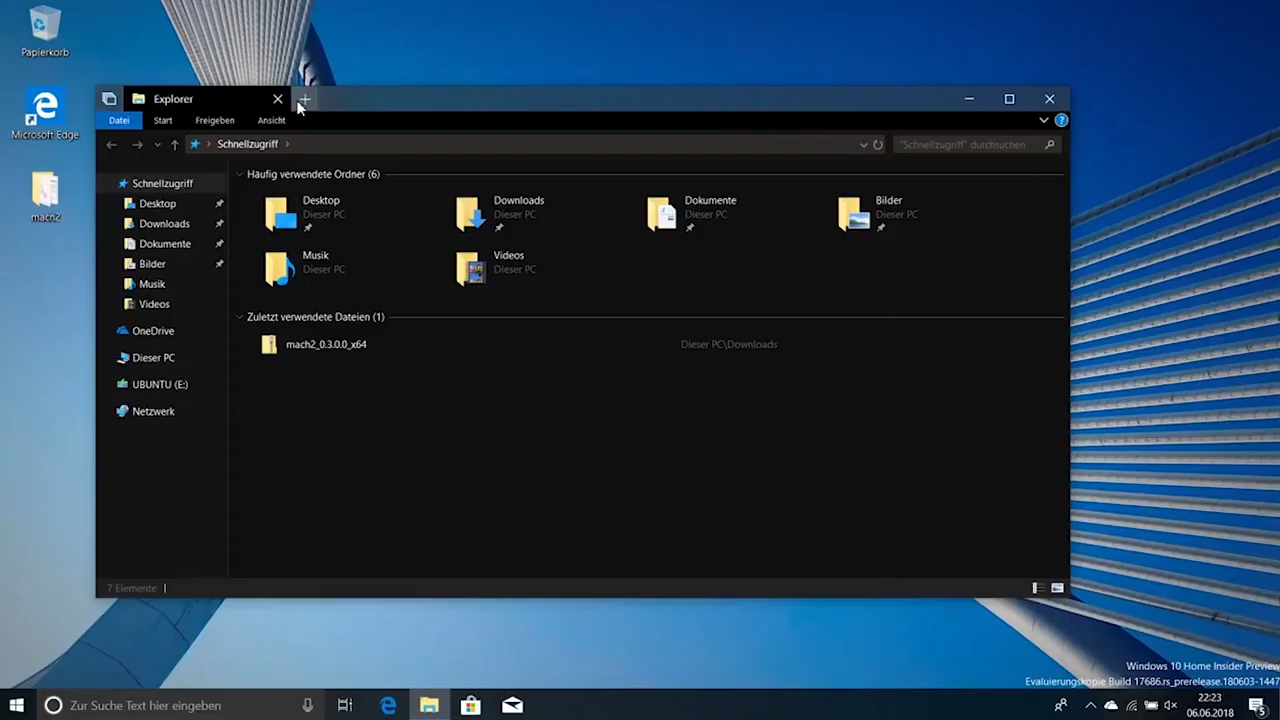 Papierkorb
Microsoft Edge
mach2
Explorer
Datei Start Freigeben Ansicht
Schnellzugriff
"Schnellzugriff" durchsuchen
Schnellzugriff
Desktop
Downloads
Dokumente
Bilder
Musik
Videos
OneDrive
Dieser PC
UBUNTU (E:)
Netzwerk
Häufig verwendete Ordner (6)
Desktop
Dieser PC
Downloads
Dieser PC
Dokumente
Dieser PC
Bilder
Dieser PC
Musik
Dieser PC
Videos
Dieser PC
Zuletzt verwendete Dateien (1)
mach2_0.3.0.0_x64 Dieser PC\Downloads
7 Elemente
Windows 10 Home Insider Preview
Evaluierungskopie Build 17686.rs_prerelease.180603-1447
Zur Suche Text hier eingeben
22:23
06.06.2018
5